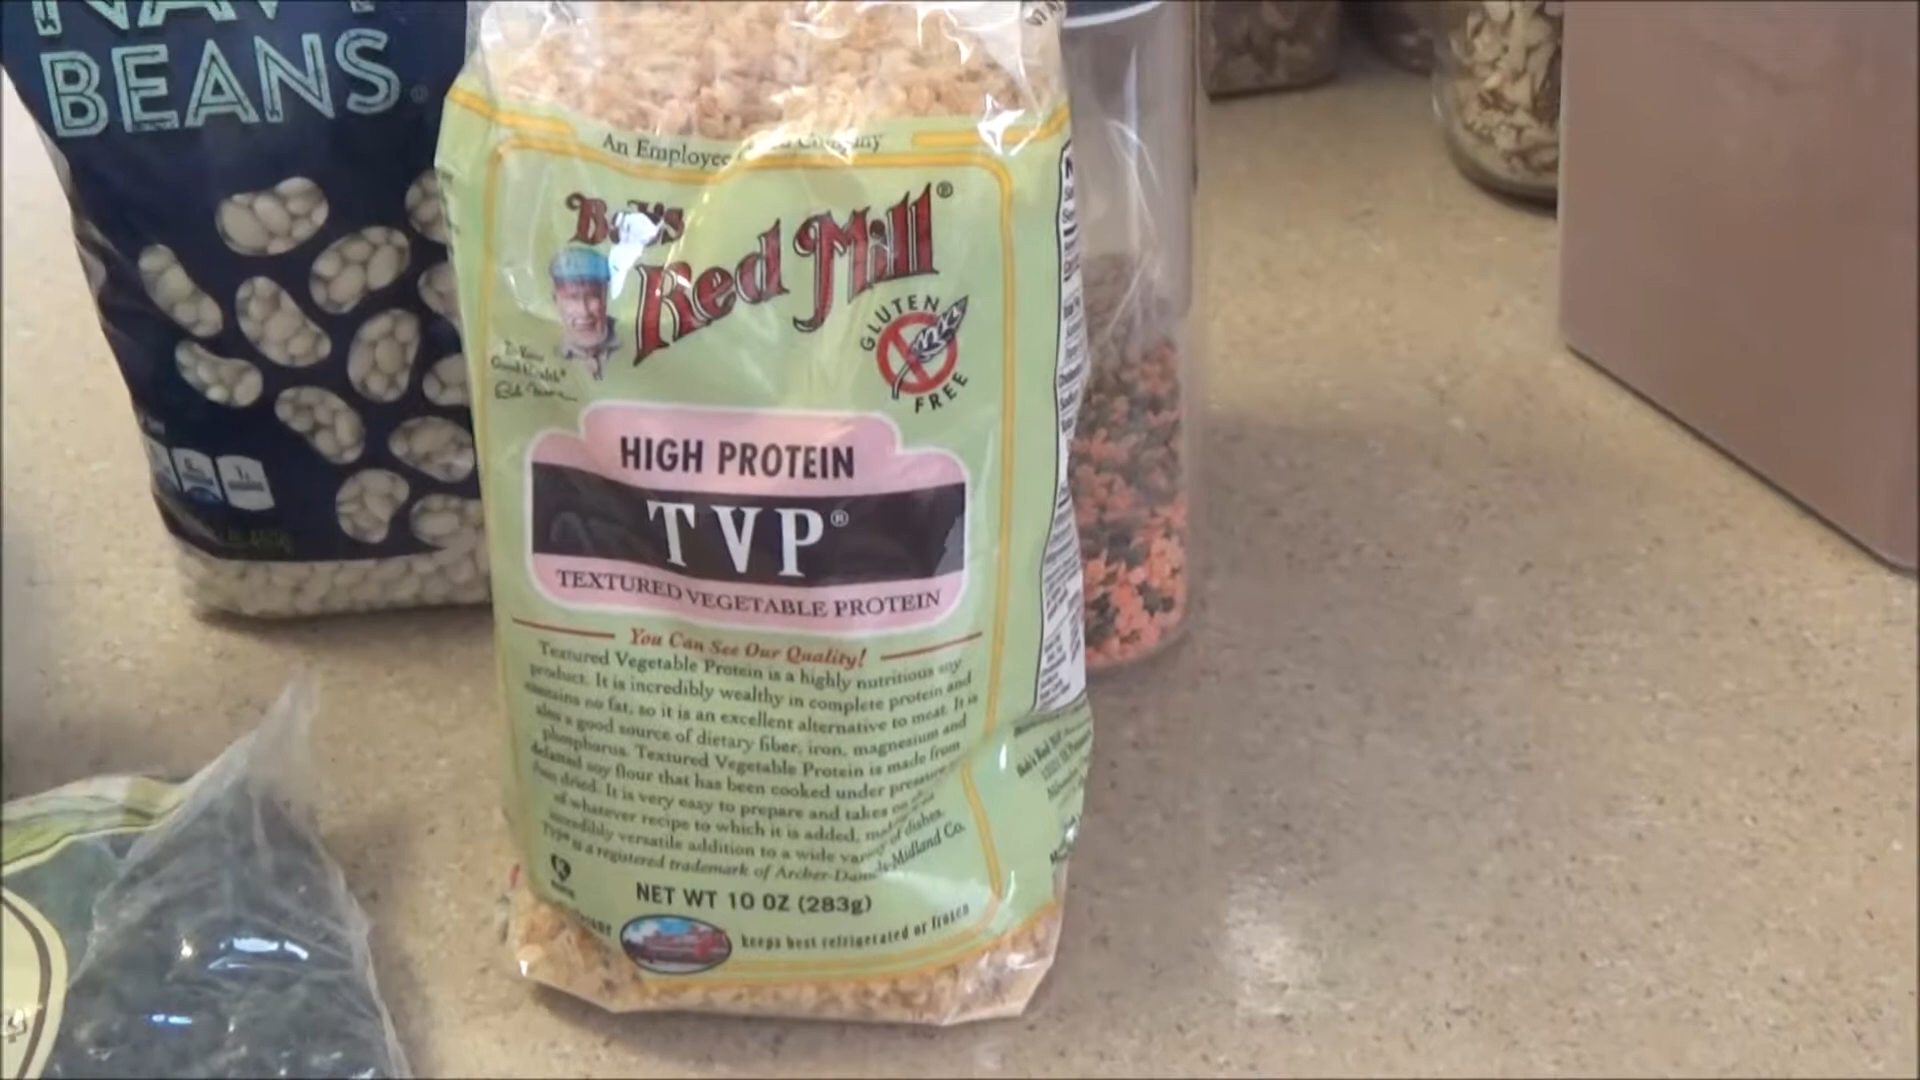 NAVY
BEANS
An Employee Company
Bob's
Red Mill®
GLUTEN
FREE
To Your
Good Health
HIGH PROTEIN
TVP®
TEXTURED VEGETABLE PROTEIN
You Can See Our Quality!
Textured Vegetable Protein is a highly nutritious soy
product. It is incredibly wealthy in complete protein and
contains no fat, so it is an excellent alternative to meat. It is
also a good source of dietary fiber, iron, magnesium and
phosphorus. Textured Vegetable Protein is made from
defatted soy flour that has been cooked under pressure
then dried. It is very easy to prepare and takes on
of whatever recipe to which it is added,
incredibly versatile addition to a wide variety of dishes.
is a registered trademark of Archer-Daniels-Midland Co.
NET WT 10 OZ (283g)
keeps best refrigerated or frozen